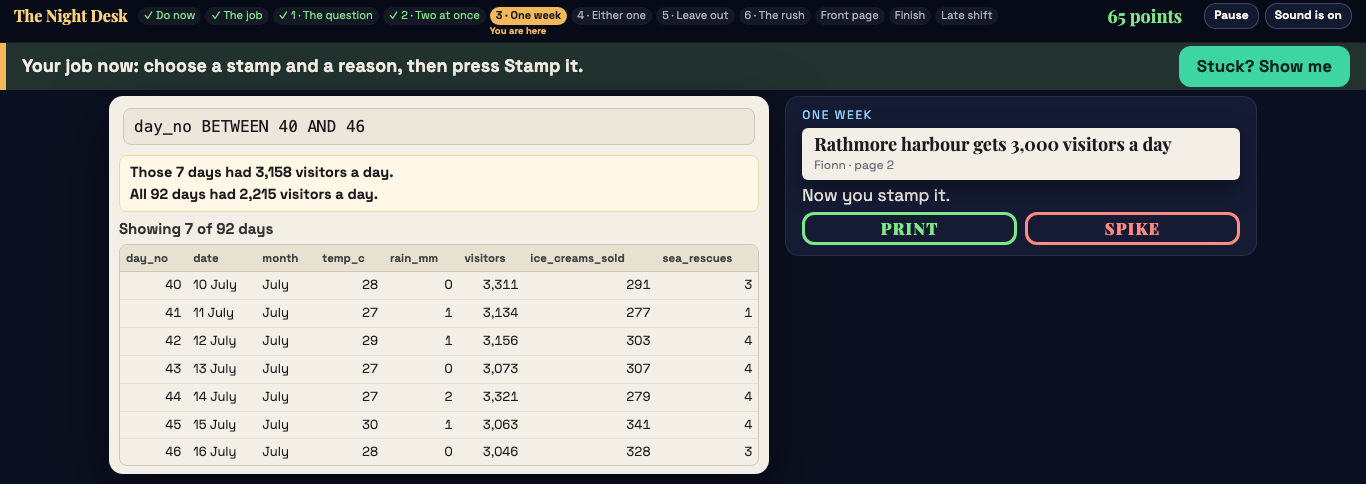 The Night Desk
✓ Do now
✓ The job
✓ 1 · The question
✓ 2 · Two at once
3 · One week
You are here
4 · Either one
5 · Leave out
6 · The rush
Front page
Finish
Late shift
65 points
Pause
Sound is on
Your job now: choose a stamp and a reason, then press Stamp it.
Stuck? Show me
day_no BETWEEN 40 AND 46
Those 7 days had 3,158 visitors a day.
All 92 days had 2,215 visitors a day.
Showing 7 of 92 days
day_no date month temp_c rain_mm visitors ice_creams_sold sea_rescues
40 10 July July 28 0 3,311 291 3
41 11 July July 27 1 3,134 277 1
42 12 July July 29 1 3,156 303 4
43 13 July July 27 0 3,073 307 4
44 14 July July 27 2 3,321 279 4
45 15 July July 30 1 3,063 341 4
46 16 July July 28 0 3,046 328 3
ONE WEEK
Rathmore harbour gets 3,000 visitors a day
Fionn · page 2
Now you stamp it.
PRINT
SPIKE